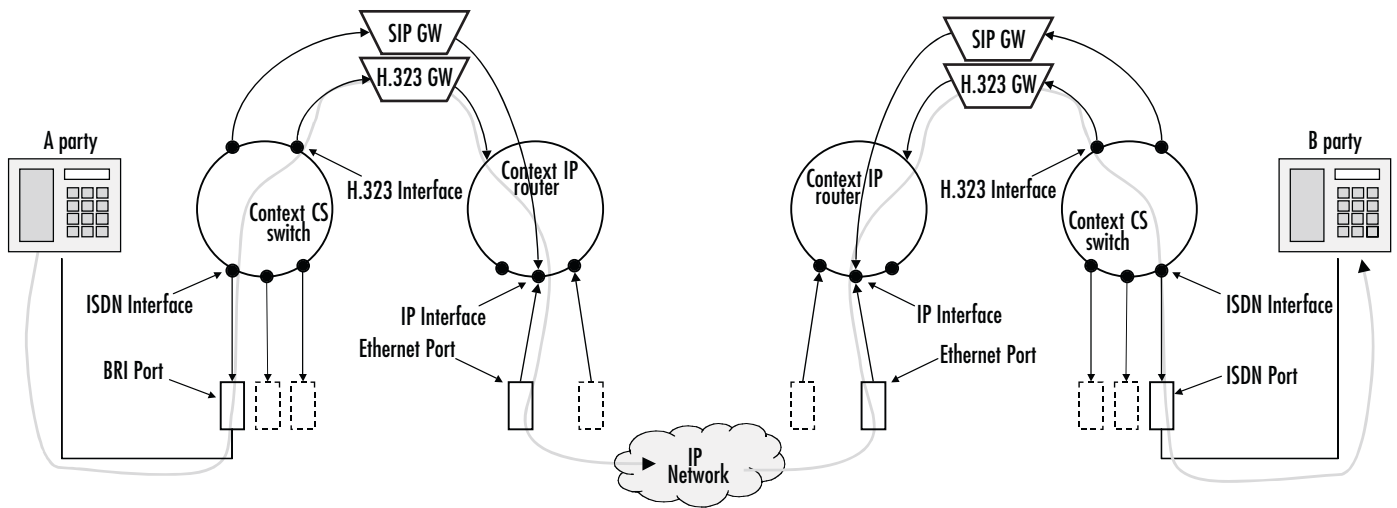 SIP GW
SIP GW
H.323 GW
H.323 GW
A party
B party
Context IP
router
Context IP
router
H.323 Interface
H.323 Interface
Context CS
switch
Context CS
switch
ISDN Interface
IP Interface
IP Interface
ISDN Interface
Ethernet Port
Ethernet Port
BRI Port
ISDN Port
IP
Network